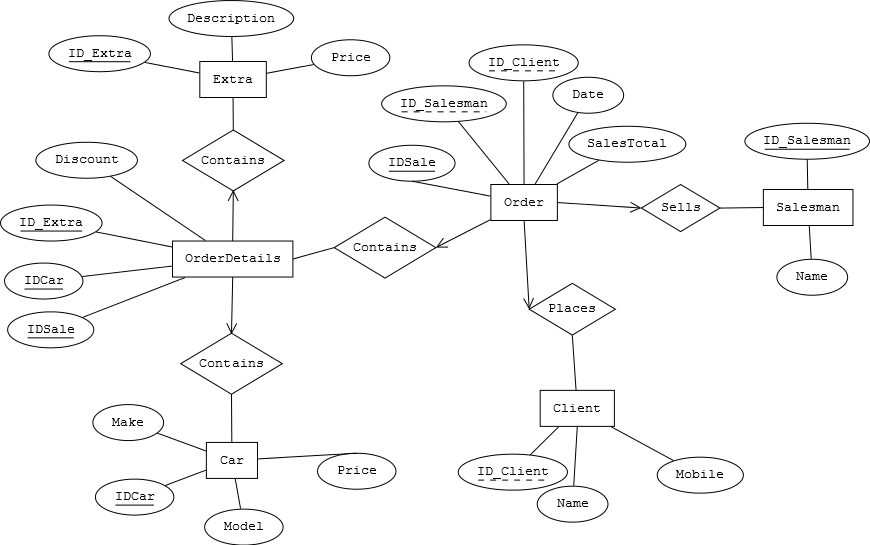 Description
ID_Extra
Price
Extra
ID_Client
Date
ID_Salesman
SalesTotal
ID_Salesman
Discount
Contains
IDSale
Order
Sells
Salesman
ID_Extra
Contains
OrderDetails
IDCar
Name
IDSale
Places
Contains
Make
Client
Car
Price
ID_Client
Mobile
IDCar
Name
Model